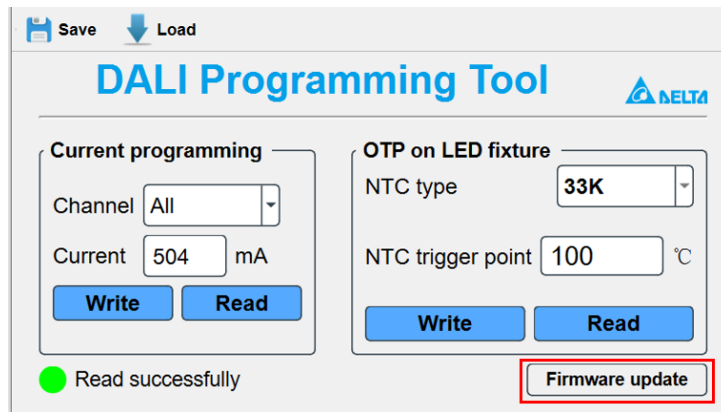 Save Load
DALI Programming Tool
DELTA
Current programming
Channel All
Current 504 mA
Write Read
OTP on LED fixture
NTC type 33K
NTC trigger point 100 ℃
Write Read
Read successfully
Firmware update